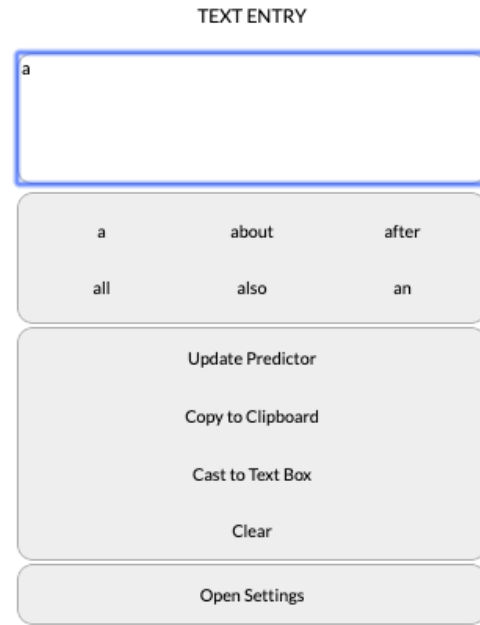 TEXT ENTRY
a
a about after
all also an
Update Predictor
Copy to Clipboard
Cast to Text Box
Clear
Open Settings